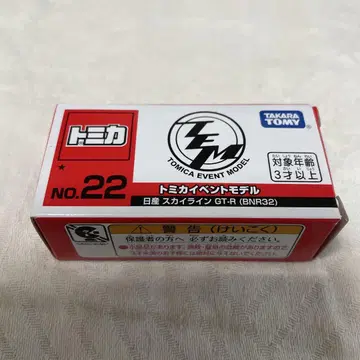 トミカ
NO.22
TEM
TOMICA EVENT MODEL
トミカイベントモデル
日産 スカイライン GT-R (BNR32)
TAKARA
TOMY
対象年齢
3才以上
警告 (けいこく)
保護者の方へ 必ずお読みください。